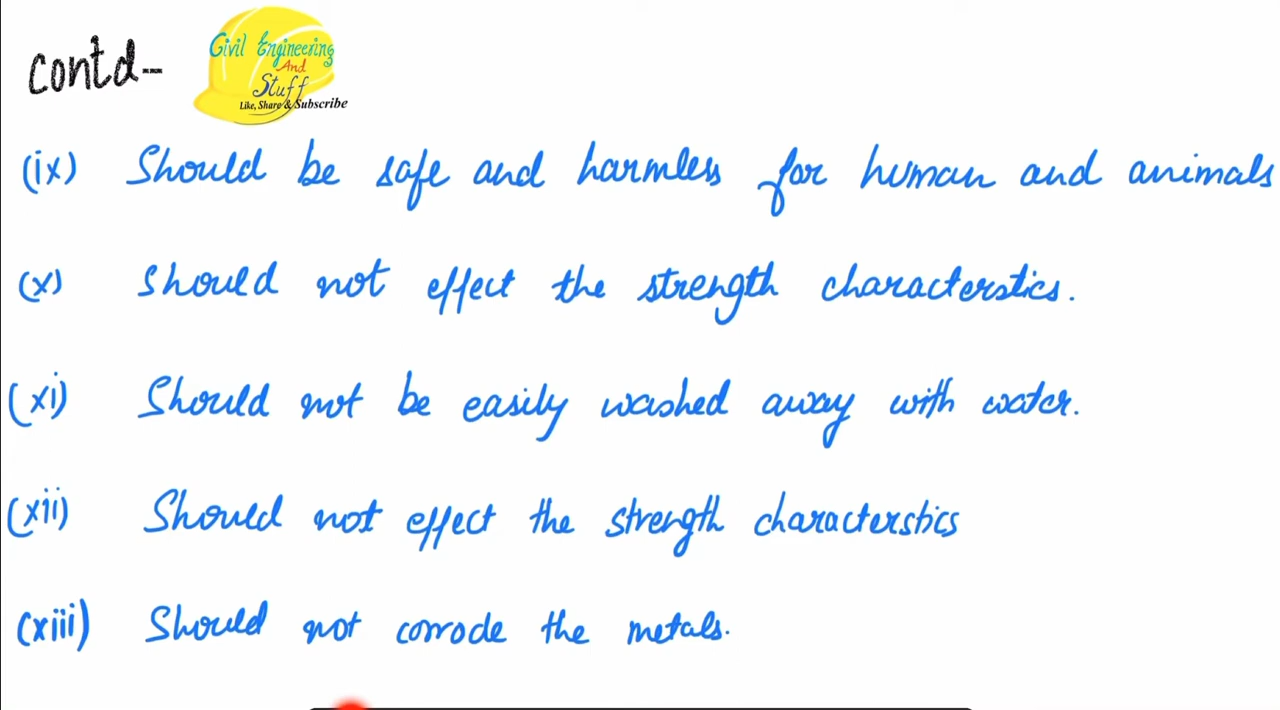 contd--
Civil Engineering
And
Stuff
Like, Share & Subscribe
(ix) Should be safe and harmless for human and animals
(x) Should not effect the strength characterstics.
(xi) Should not be easily washed away with water.
(xii) Should not effect the strength characterstics
(xiii) Should not corrode the metals.